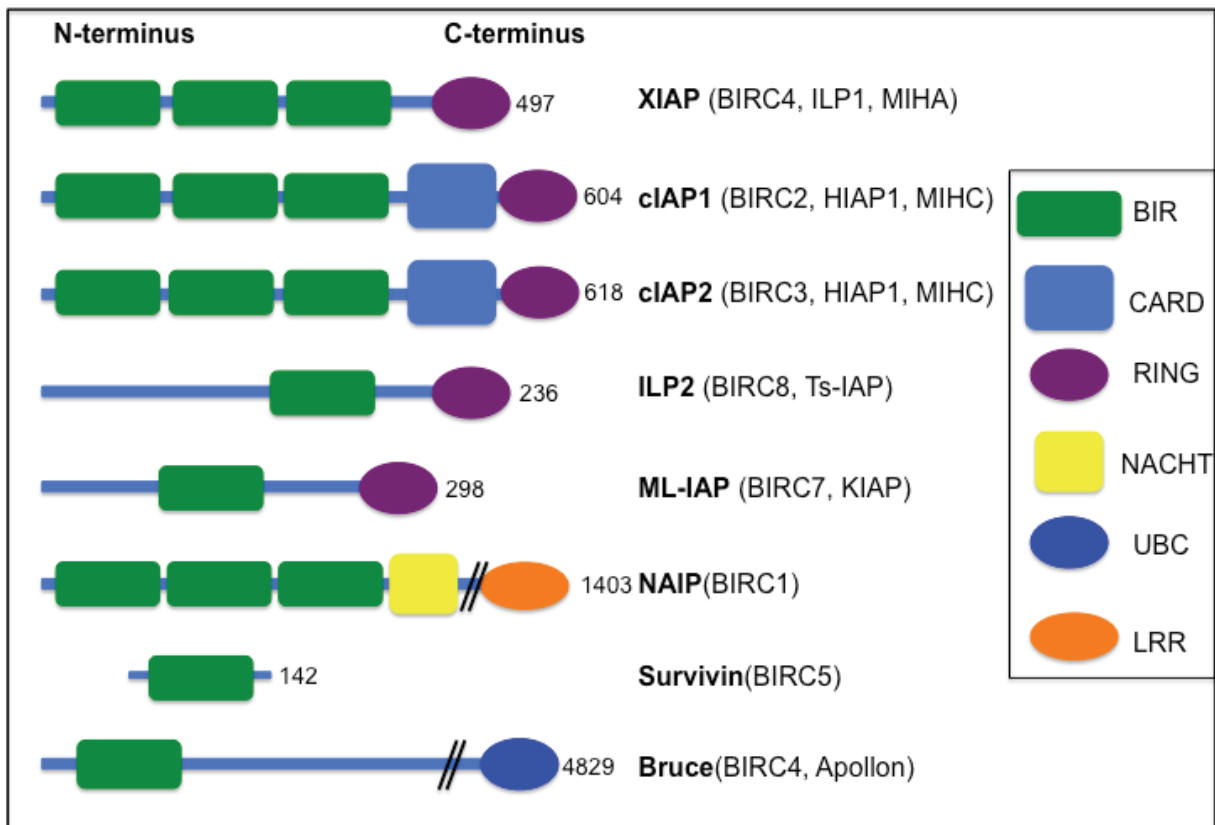 N-terminus C-terminus
497 XIAP (BIRC4, ILP1, MIHA)
604 cIAP1 (BIRC2, HIAP1, MIHC)
618 cIAP2 (BIRC3, HIAP1, MIHC)
236 ILP2 (BIRC8, Ts-IAP)
298 ML-IAP (BIRC7, KIAP)
1403 NAIP(BIRC1)
142 Survivin(BIRC5)
4829 Bruce(BIRC4, Apollon)
BIR
CARD
RING
NACHT
UBC
LRR